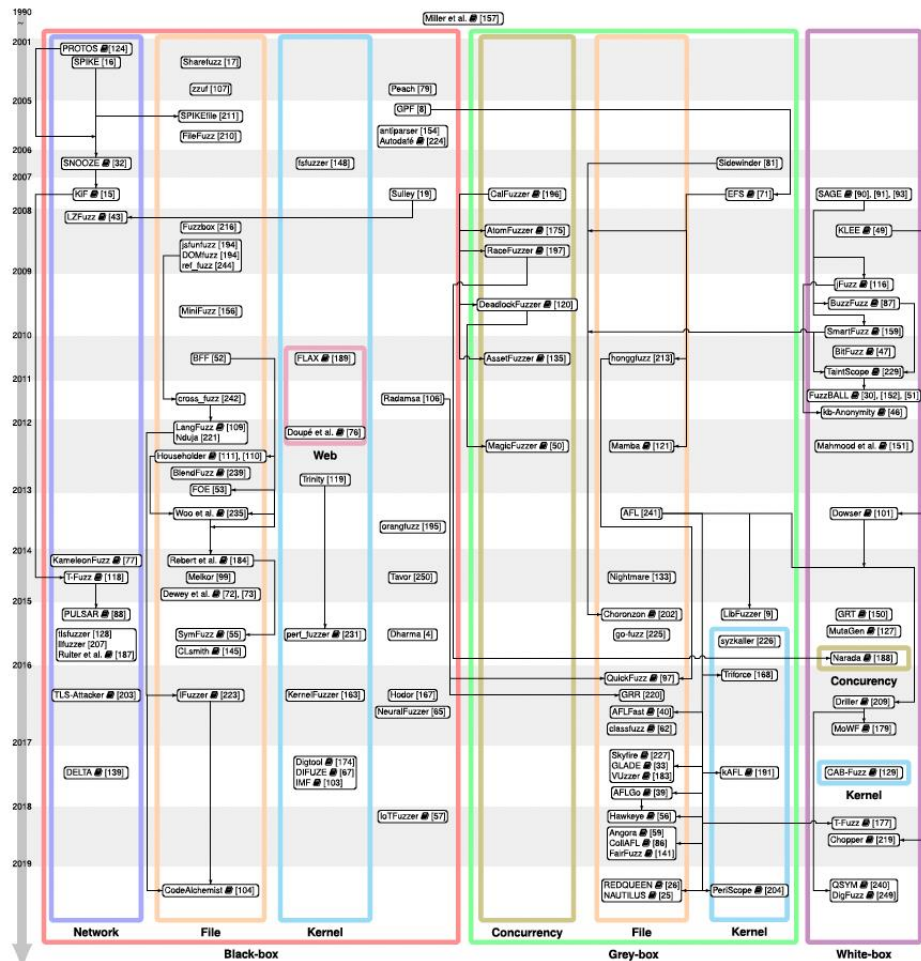 1990
Miller et al. [157]
2001
PROTOS [124]
SPIKE [16]
Sharefuzz [17]
zzuf [107]
Peach [79]
2005
GPF [8]
SPIKEfile [211]
FileFuzz [210]
antiparser [154]
Autodafé [224]
2006
SNOOZE [32]
fsfuzzer [148]
Sidewinder [81]
2007
KiF [15]
Sulley [19]
CalFuzzer [196]
EFS [71]
SAGE [90], [91], [93]
2008
LZFuzz [43]
Fuzzbox [216]
AtomFuzzer [175]
KLEE [49]
jsfunfuzz [194]
DOMfuzz [194]
ref_fuzz [244]
RaceFuzzer [197]
2009
jFuzz [116]
DeadlockFuzzer [120]
BuzzFuzz [87]
MiniFuzz [156]
2010
SmartFuzz [159]
BitFuzz [47]
BFF [52]
FLAX [189]
AssetFuzzer [135]
honggfuzz [213]
TaintScope [229]
2011
FuzzBALL [30], [152], [51]
cross_fuzz [242]
Radamsa [106]
kb-Anonymity [46]
2012
LangFuzz [109]
Nduja [221]
Doupé et al. [76]
MagicFuzzer [50]
Mamba [121]
Mahmood et al. [151]
Web
Householder [111], [110]
BlendFuzz [239]
Trinity [119]
FOE [53]
2013
Woo et al. [235]
AFL [241]
Dowser [101]
orangfuzz [195]
2014
KameleonFuzz [77]
Rebert et al. [184]
T-Fuzz [118]
Melkor [99]
Tavor [250]
Nightmare [133]
Dewey et al. [72], [73]
2015
PULSAR [88]
Choronzon [202]
LibFuzzer [9]
GRT [150]
tlsfuzzer [128]
llfuzzer [207]
Ruiter et al. [187]
SymFuzz [55]
perf_fuzzer [231]
Dharma [4]
go-fuzz [225]
syzkaller [226]
MutaGen [127]
CLsmith [145]
Narada [188]
2016
Concurency
QuickFuzz [97]
Triforce [168]
TLS-Attacker [203]
IFuzzer [223]
KernelFuzzer [163]
Hodor [167]
GRR [220]
Driller [209]
NeuralFuzzer [65]
AFLFast [40]
classfuzz [62]
MoWF [179]
2017
DELTA [139]
Digtool [174]
DIFUZE [67]
IMF [103]
Skyfire [227]
GLADE [33]
VUzzer [183]
kAFL [191]
CAB-Fuzz [129]
AFLGo [39]
Kernel
2018
IoTFuzzer [57]
Hawkeye [56]
T-Fuzz [177]
Angora [59]
CollAFL [86]
FairFuzz [141]
Chopper [219]
2019
CodeAlchemist [104]
REDQUEEN [26]
NAUTILUS [25]
PeriScope [204]
QSYM [240]
DigFuzz [249]
Network
File
Kernel
Concurrency
File
Kernel
Black-box
Grey-box
White-box